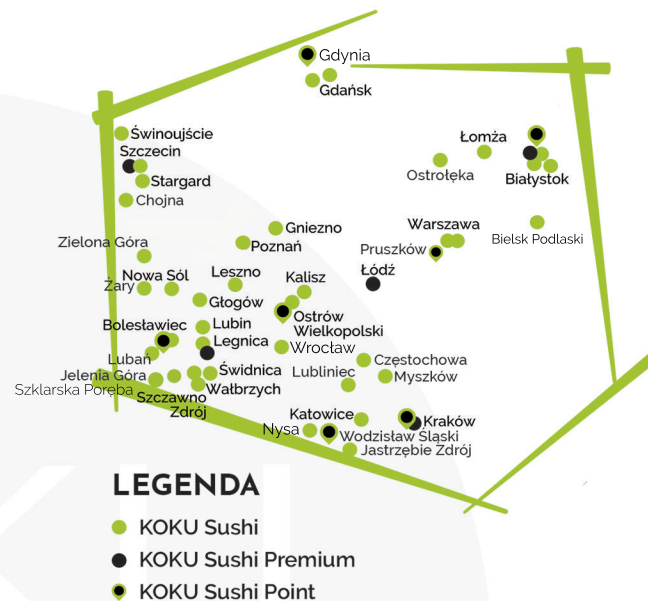 Gdynia
Gdańsk
Świnoujście
Szczecin
Stargard
Chojna
Łomża
Ostrołęka
Białystok
Gniezno
Poznań
Zielona Góra
Warszawa
Pruszków
Bielsk Podlaski
Łódź
Nowa Sól
Żary
Leszno
Kalisz
Głogów
Ostrów
Wielkopolski
Bolesławiec
Lubin
Legnica
Wrocław
Lubań
Częstochowa
Jelenia Góra
Świdnica
Lubliniec
Myszków
Szklarska Poręba
Wałbrzych
Szczawno
Zdrój
Katowice
Kraków
Nysa
Wodzisław Śląski
Jastrzębie Zdrój
LEGENDA
KOKU Sushi
KOKU Sushi Premium
KOKU Sushi Point